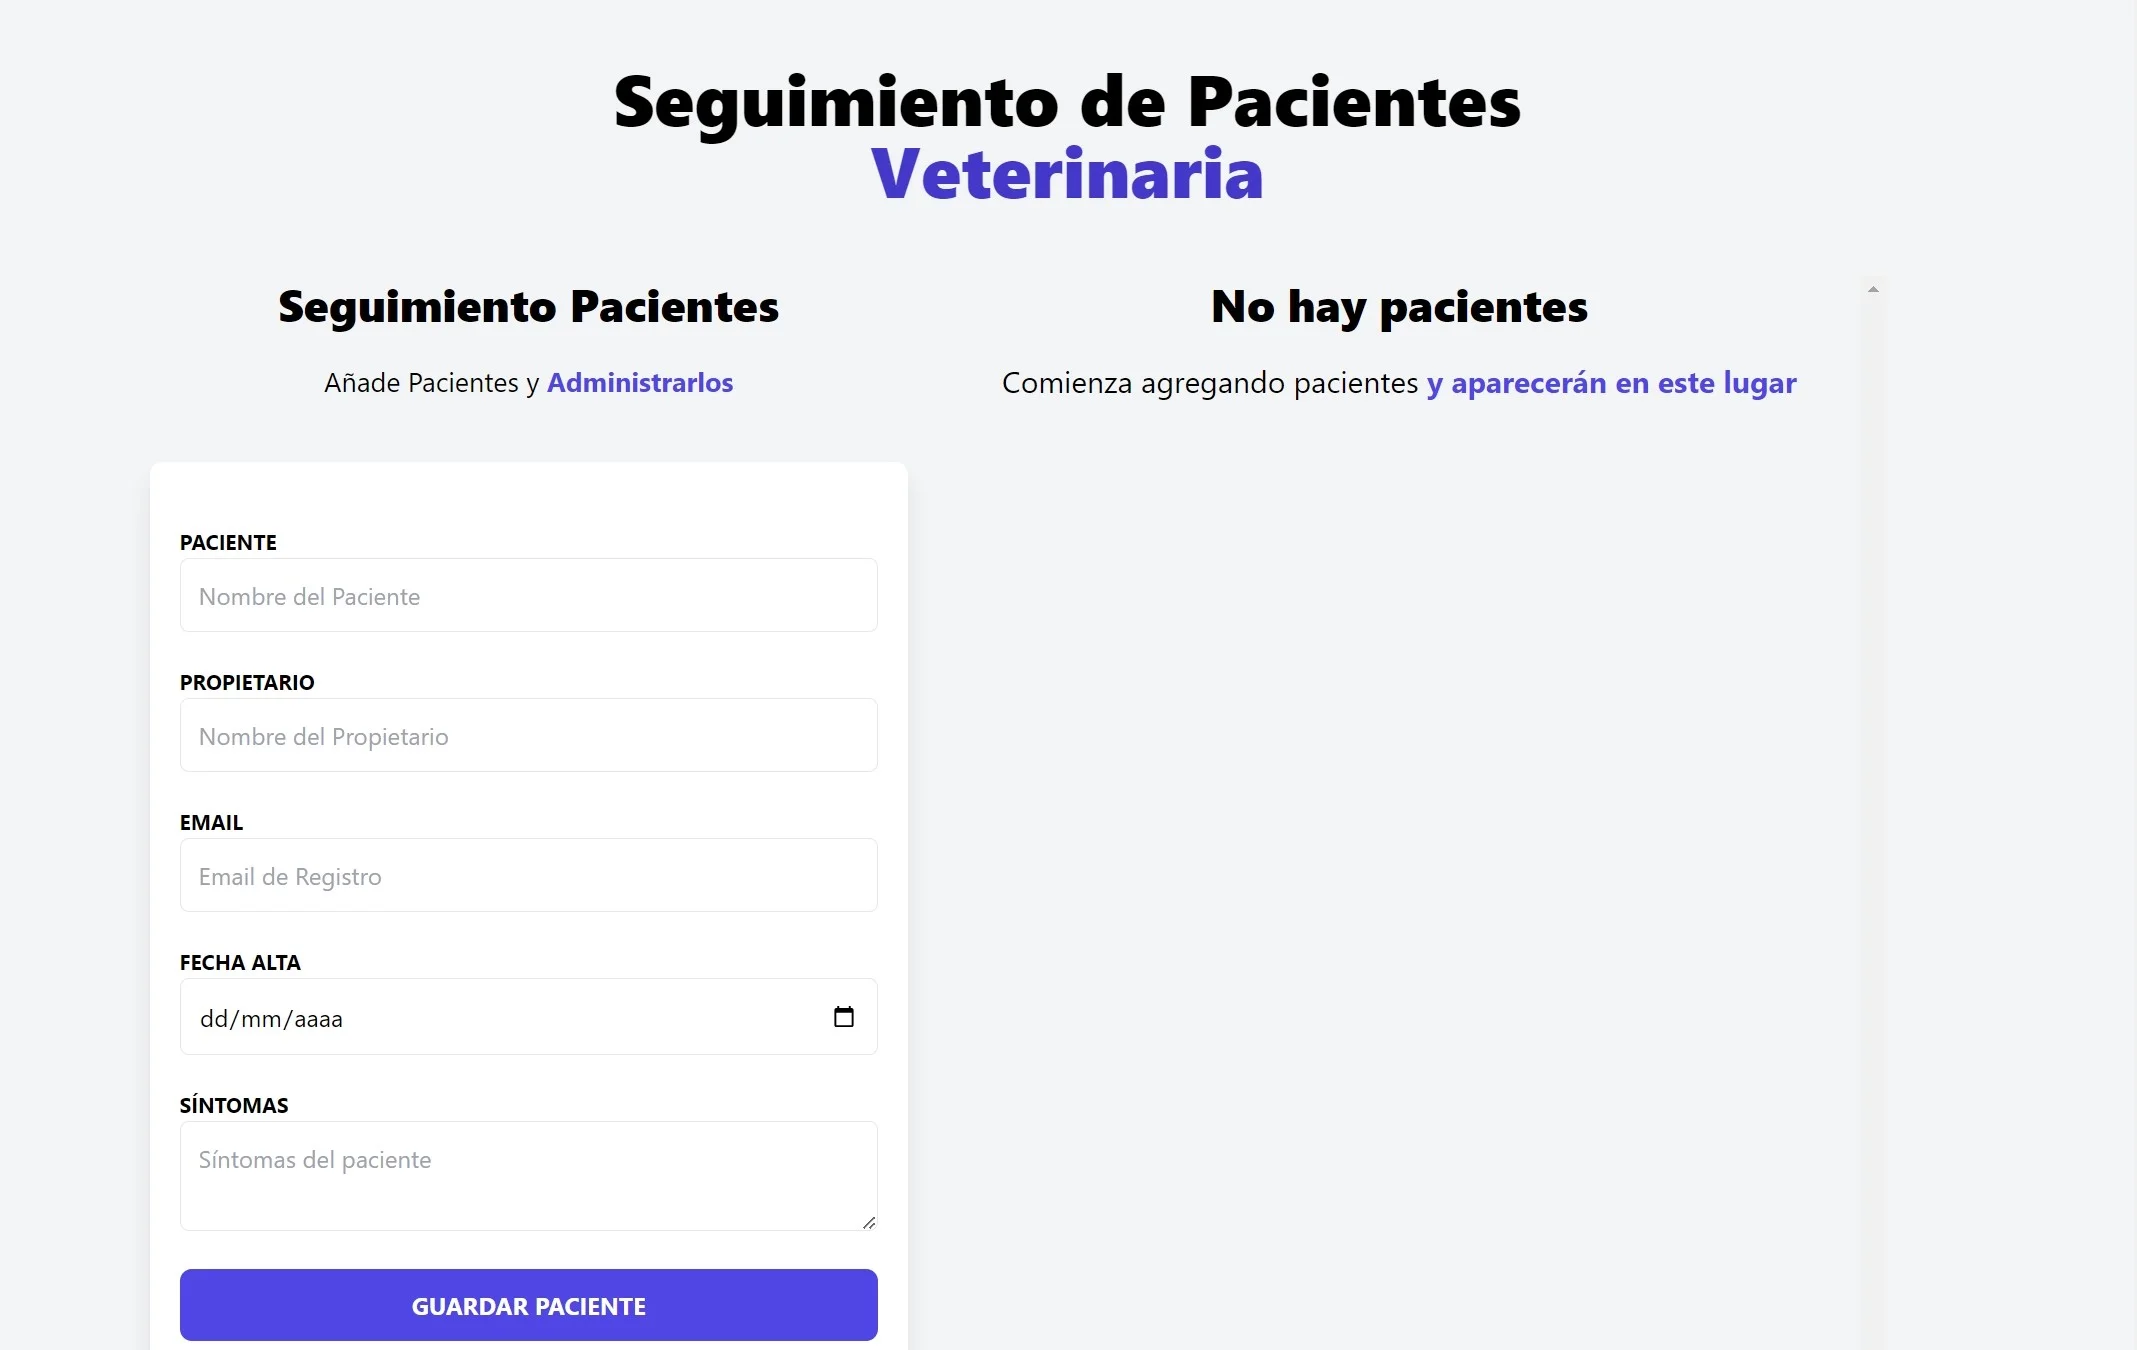 Seguimiento de Pacientes
Veterinaria
Seguimiento Pacientes
Añade Pacientes y Administrarlos
PACIENTE
Nombre del Paciente
PROPIETARIO
Nombre del Propietario
EMAIL
Email de Registro
FECHA ALTA
dd/mm/aaaa
SÍNTOMAS
Síntomas del paciente
GUARDAR PACIENTE
No hay pacientes
Comienza agregando pacientes y aparecerán en este lugar